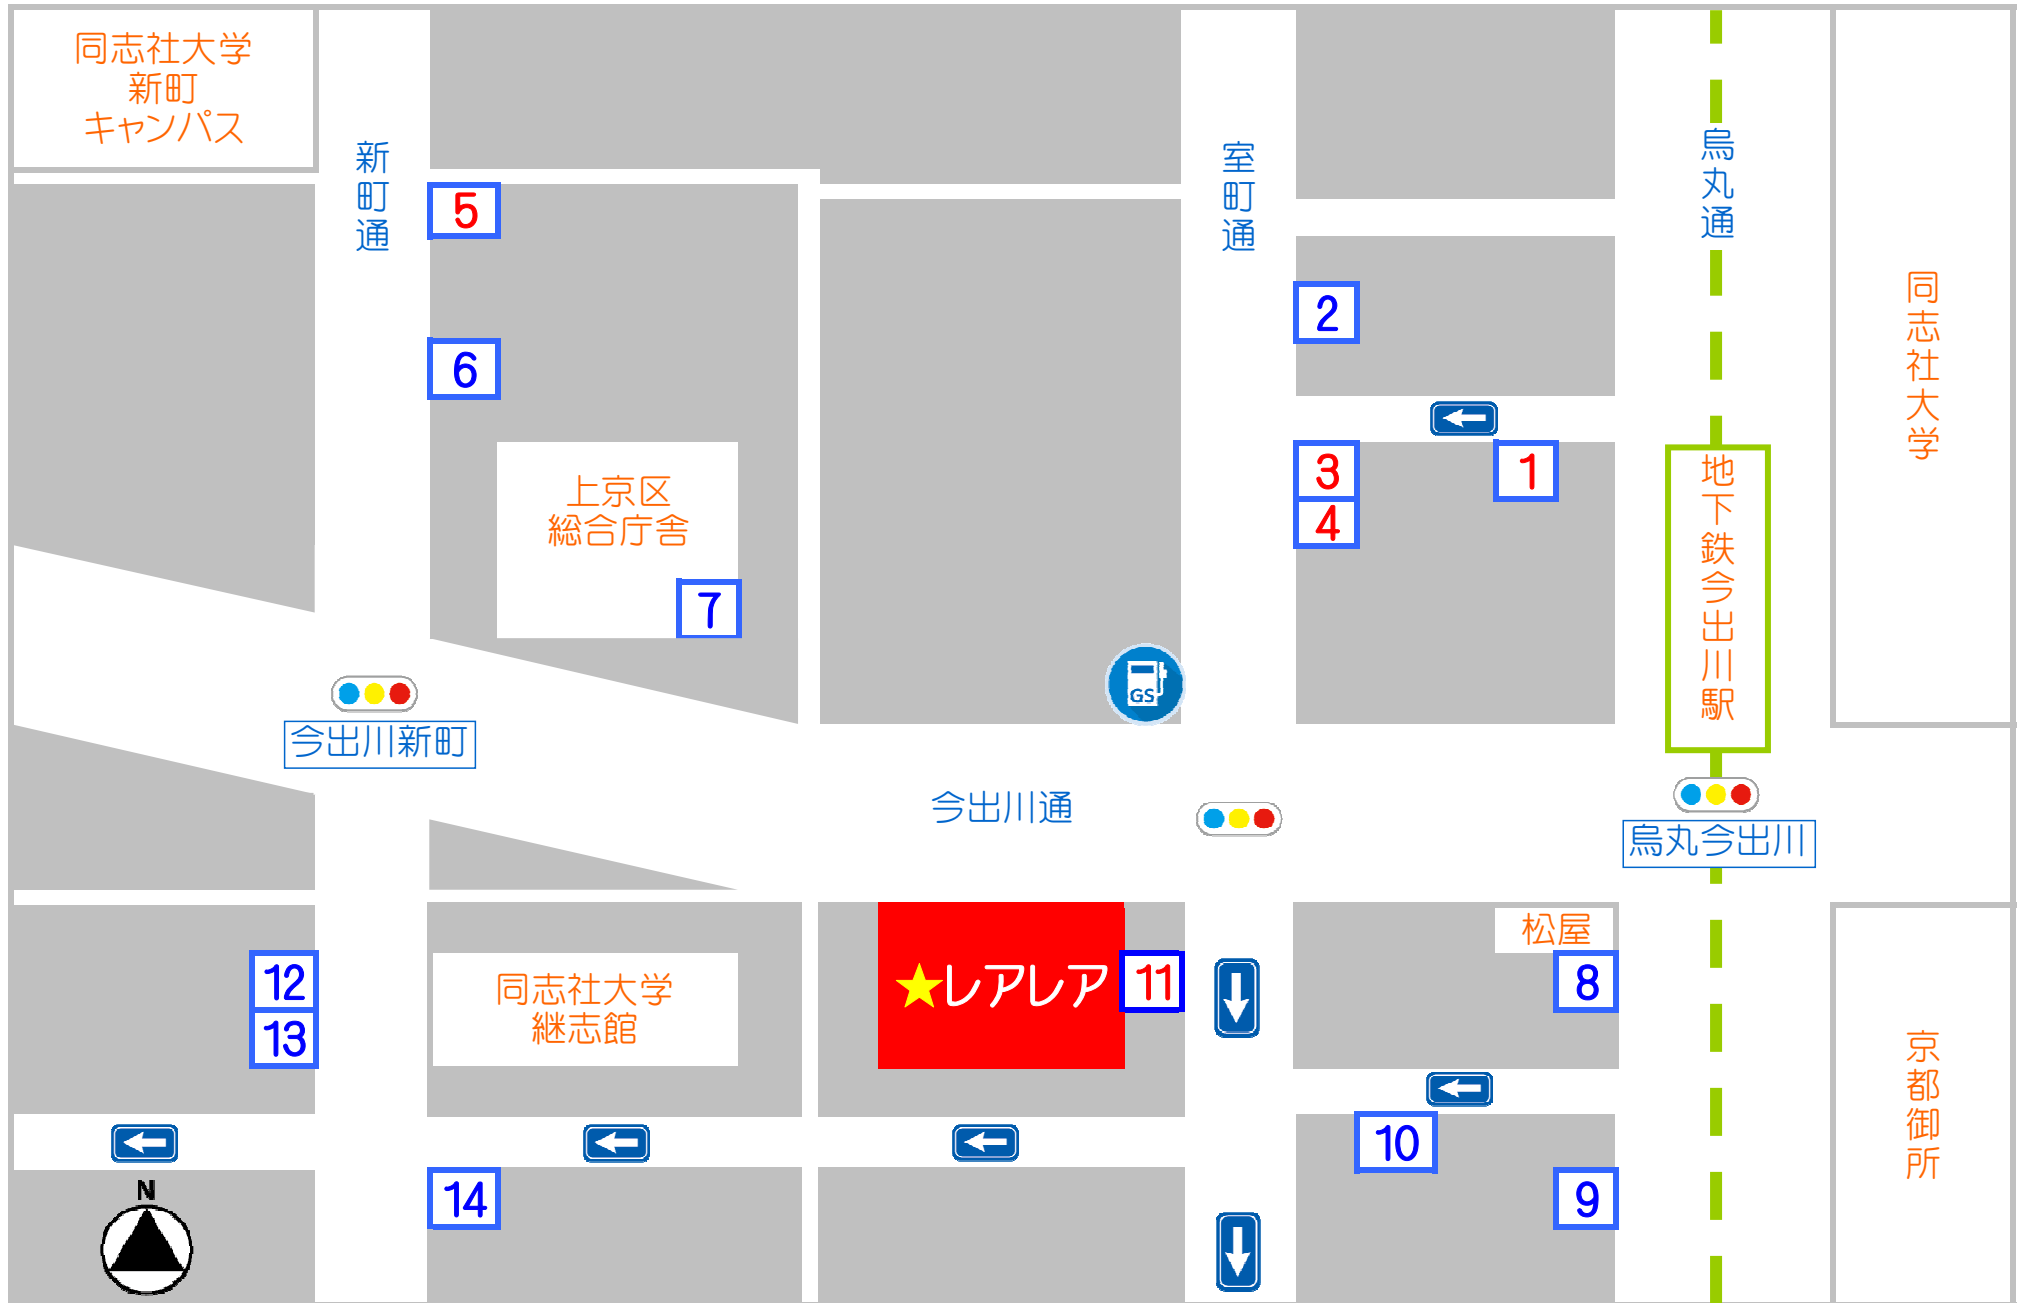 同志社大学
新町
キャンパス
新町通
室町通
烏丸通
5
2
同志社大学
6
3
1
4
上京区
総合庁舎
地下鉄今出川駅
7
GS
今出川新町
今出川通
烏丸今出川
松屋
12
13
同志社大学
継志館
★レアレア
11
8
京都御所
10
14
9
N